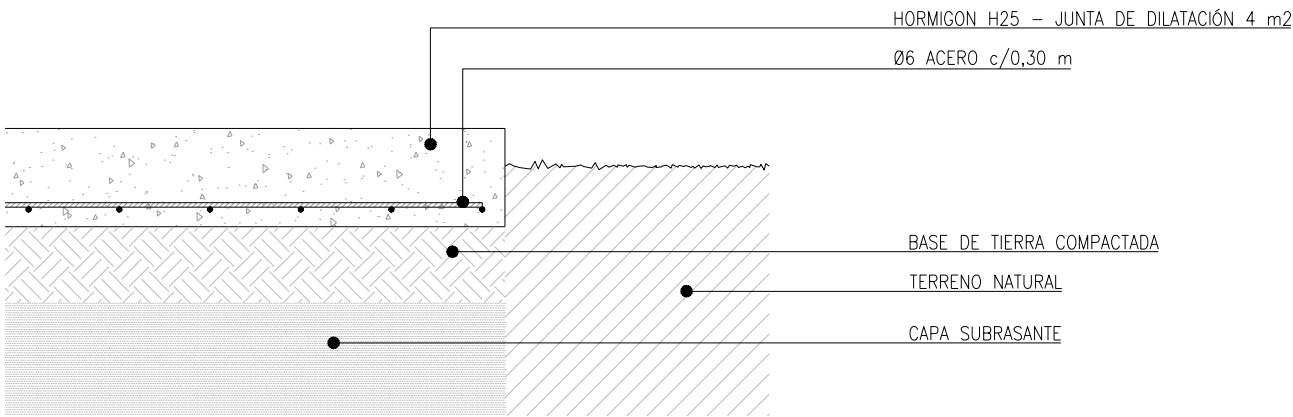 HORMIGON H25 – JUNTA DE DILATACIÓN 4 m2
Ø6 ACERO c/0,30 m
BASE DE TIERRA COMPACTADA
TERRENO NATURAL
CAPA SUBRASANTE